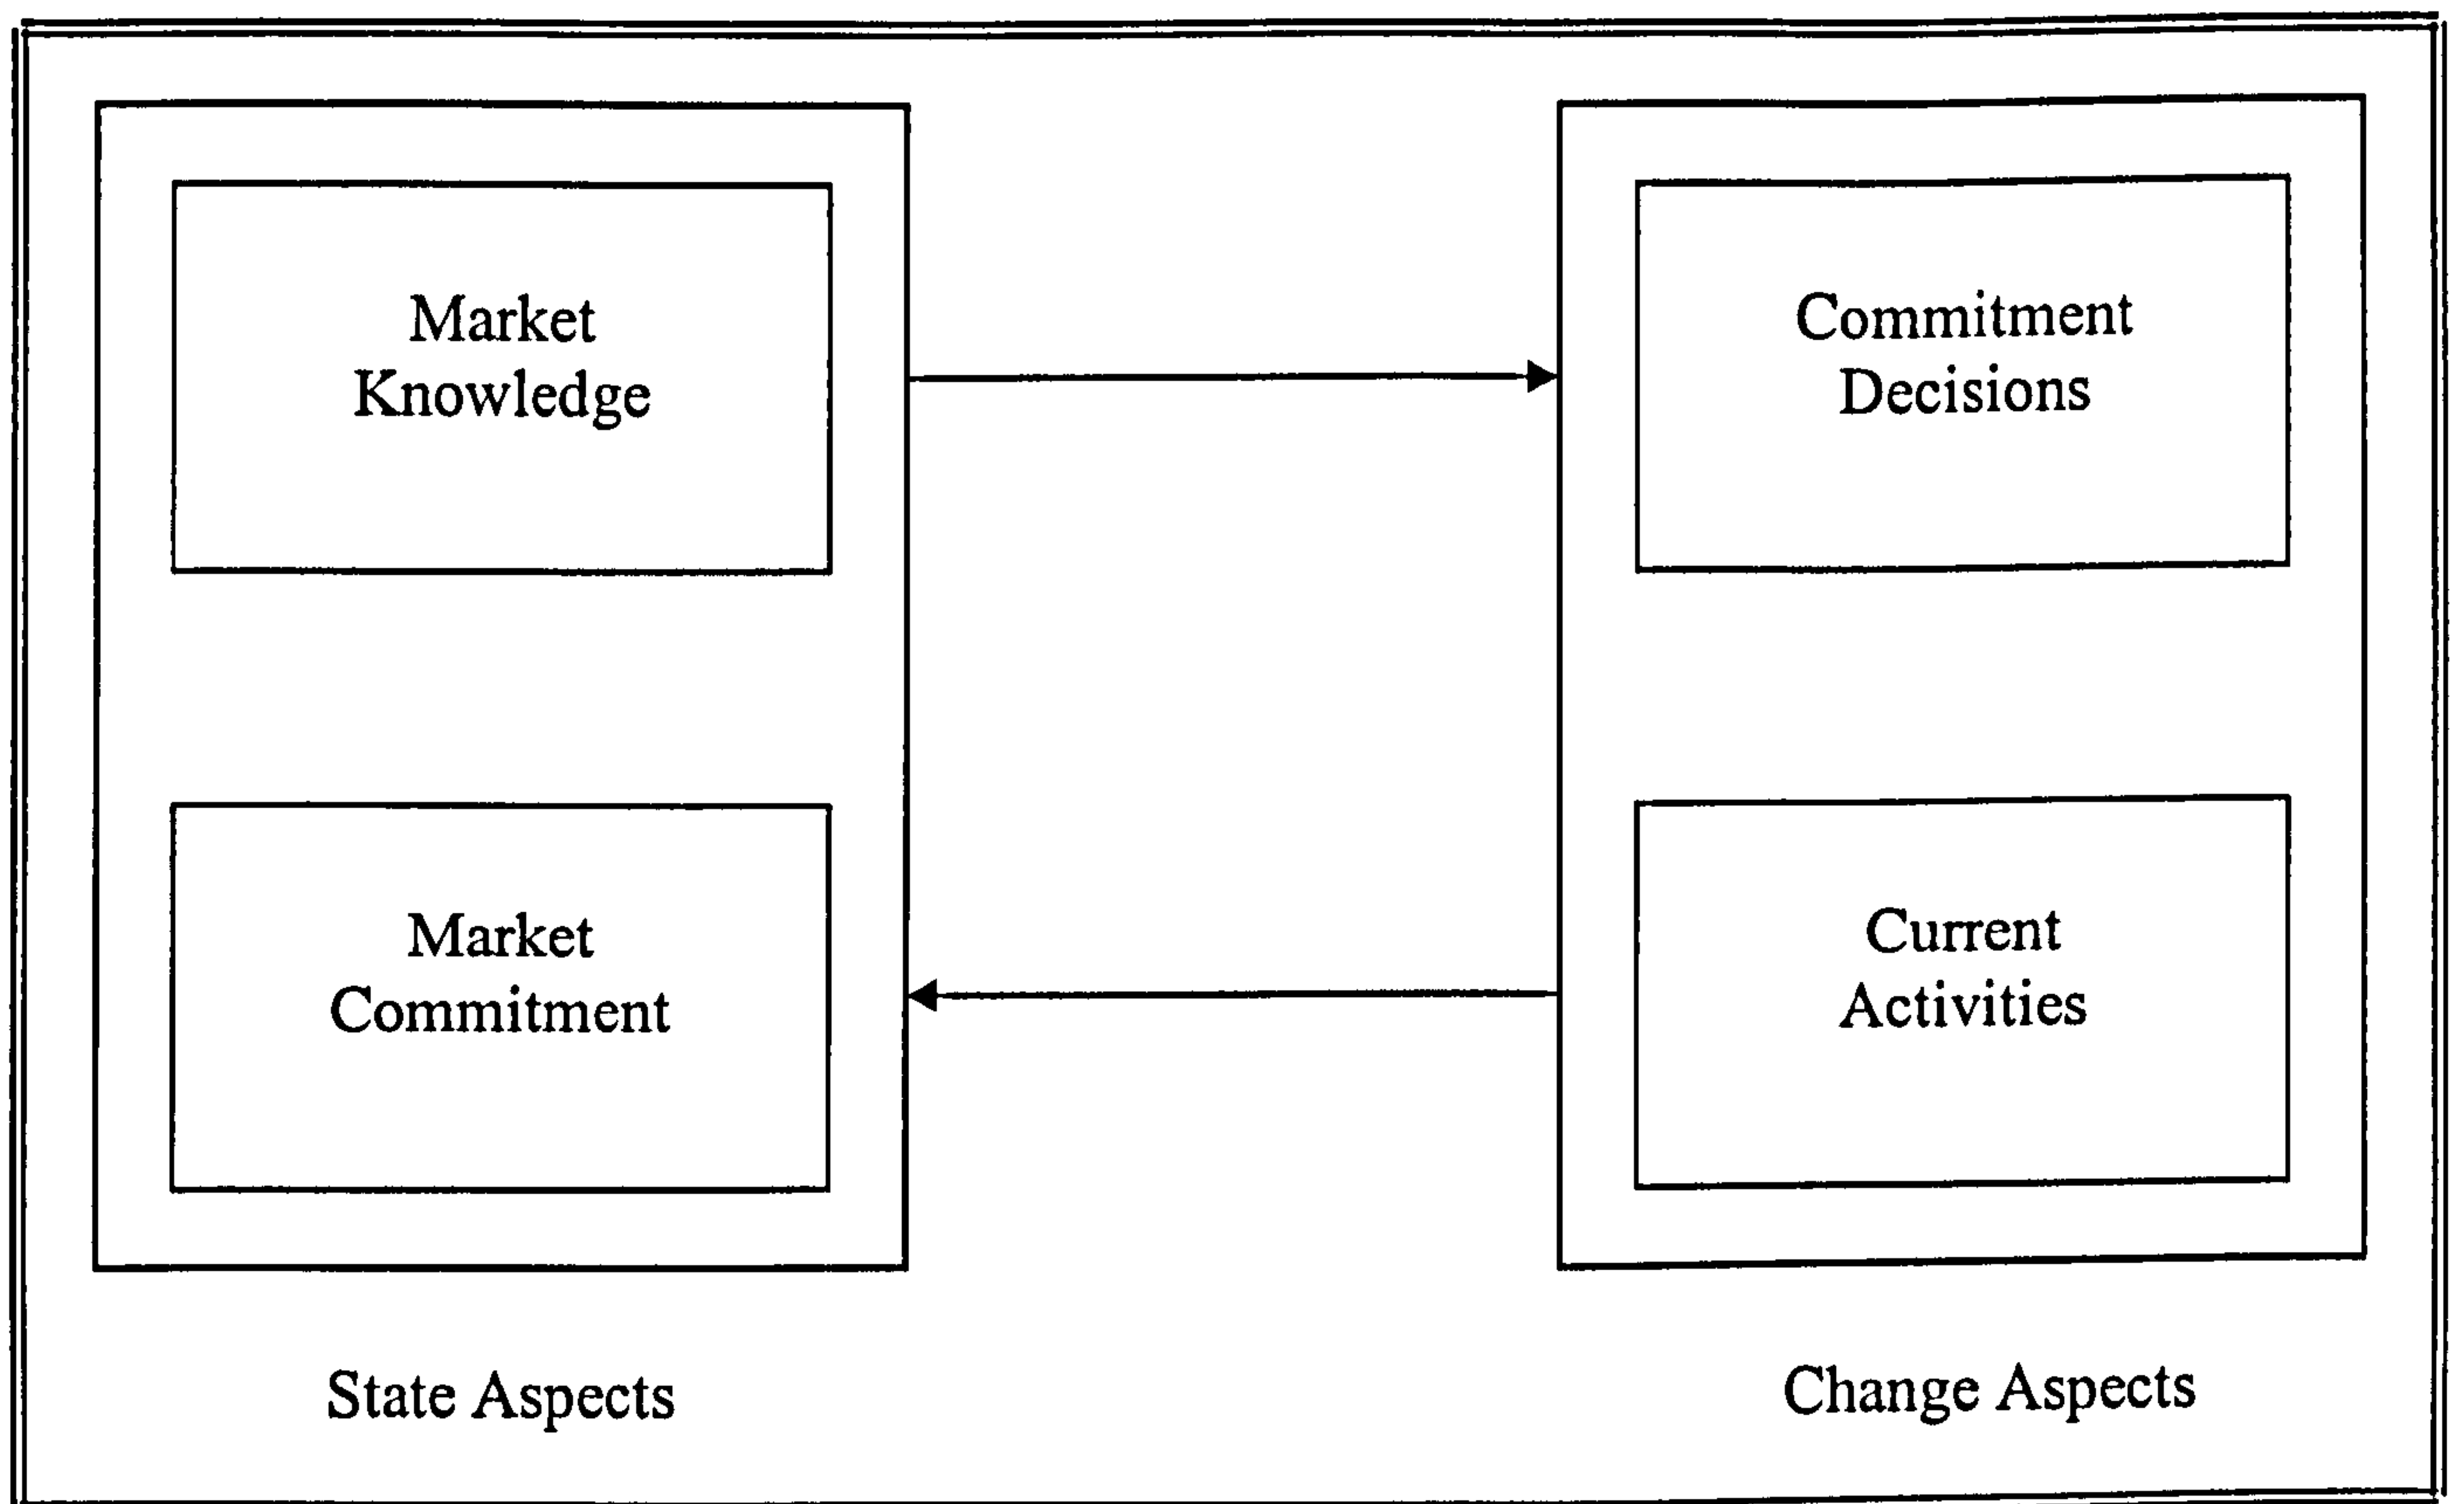 Market
Knowledge
Commitment
Decisions
Market
Commitment
Current
Activities
State Aspects
Change Aspects